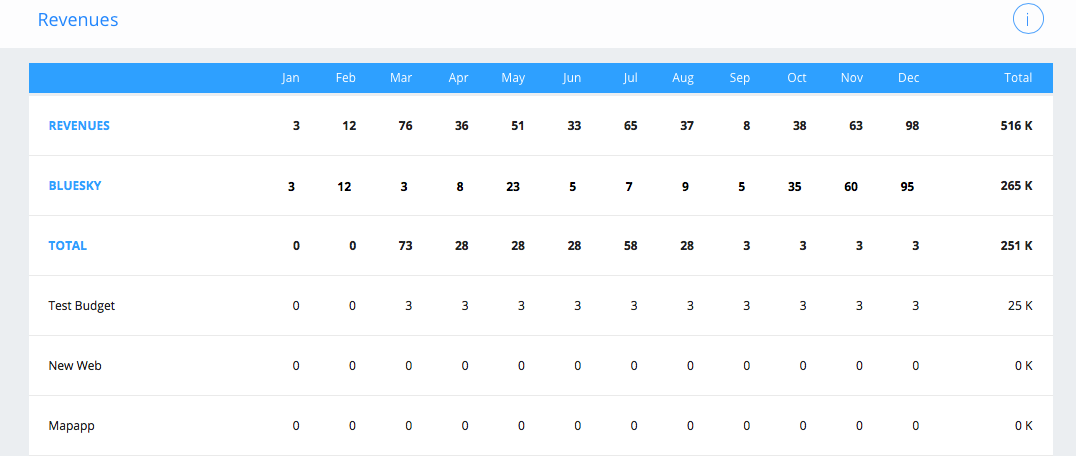 Revenues i
Jan Feb Mar Apr May Jun Jul Aug Sep Oct Nov Dec Total
REVENUES 3 12 76 36 51 33 65 37 8 38 63 98 516 K
BLUESKY 3 12 3 8 23 5 7 9 5 35 60 95 265 K
TOTAL 0 0 73 28 28 28 58 28 3 3 3 3 251 K
Test Budget 0 0 3 3 3 3 3 3 3 3 3 3 25 K
New Web 0 0 0 0 0 0 0 0 0 0 0 0 0 K
Mapapp 0 0 0 0 0 0 0 0 0 0 0 0 0 K